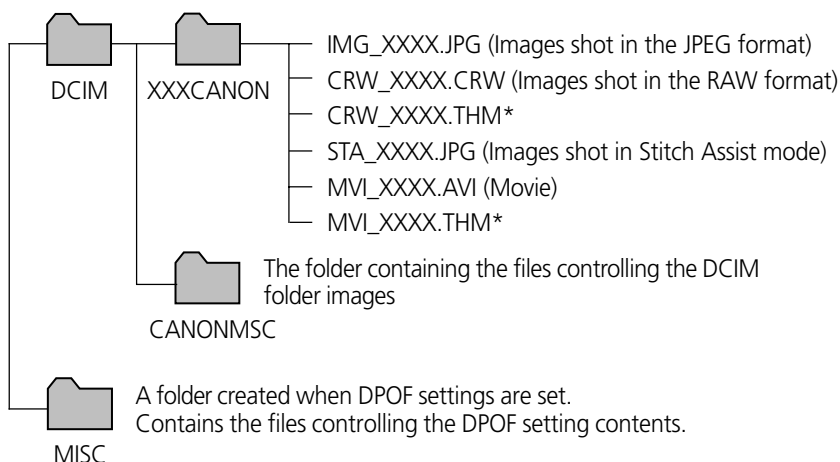 IMG_XXXX.JPG (Images shot in the JPEG format)
CRW_XXXX.CRW (Images shot in the RAW format)
DCIM
XXXCANON
CRW_XXXX.THM*
STA_XXXX.JPG (Images shot in Stitch Assist mode)
MVI_XXXX.AVI (Movie)
MVI_XXXX.THM*
The folder containing the files controlling the DCIM
folder images
CANONMSC
A folder created when DPOF settings are set.
Contains the files controlling the DPOF setting contents.
MISC